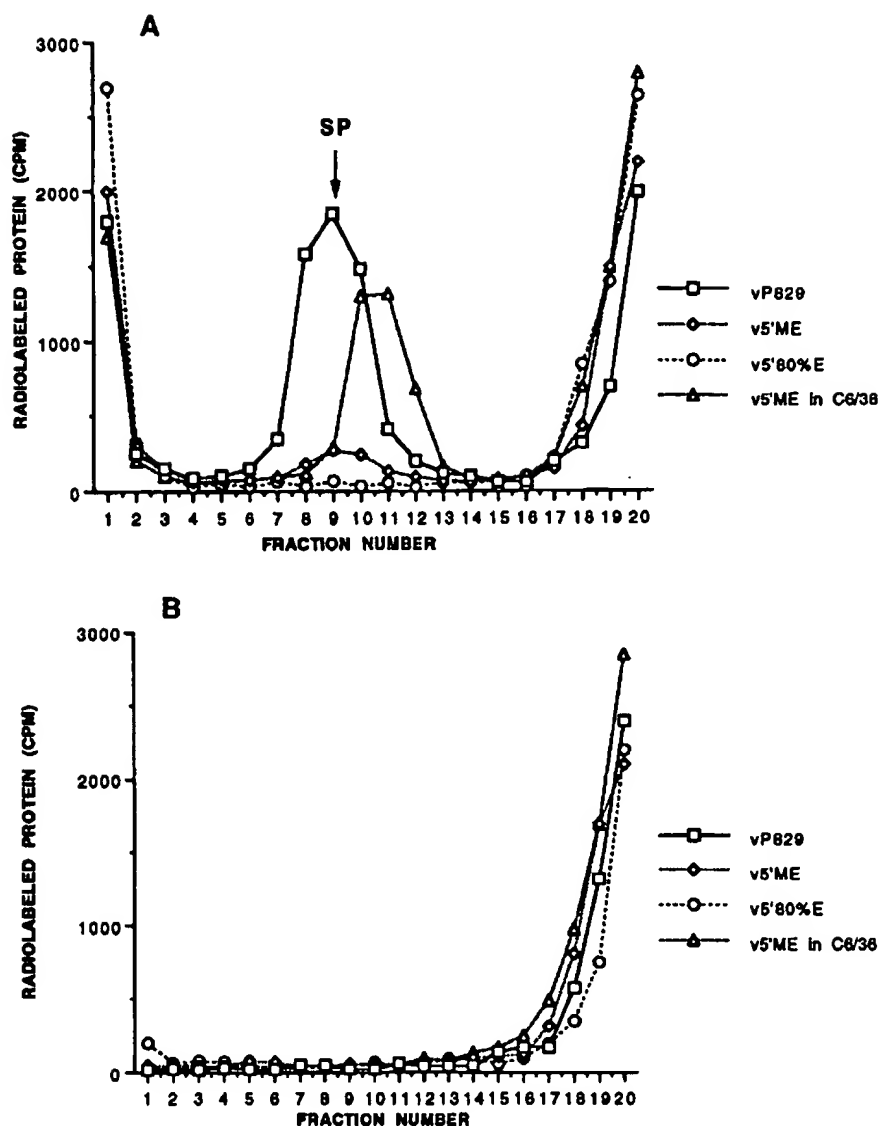 A
3000
2000
1000
0
RADIOLABELED PROTEIN (CPM)
SP
1 2 3 4 5 6 7 8 9 10 11 12 13 14 15 16 17 18 19 20
FRACTION NUMBER
vP829
v5'ME
v5'80%E
v5'ME in C6/36
B
3000
2000
1000
0
RADIOLABELED PROTEIN (CPM)
1 2 3 4 5 6 7 8 9 10 11 12 13 14 15 16 17 18 19 20
FRACTION NUMBER
vP829
v5'ME
v5'80%E
v5'ME in C6/36